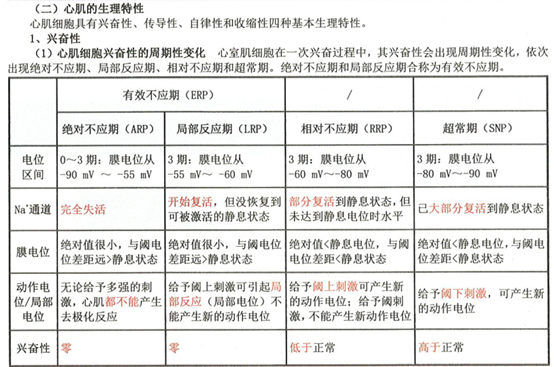 （二）心肌的生理特性
心肌细胞具有兴奋性、传导性、自律性和收缩性四种基本生理特性。
1、兴奋性
（1）心肌细胞兴奋性的周期性变化　心室肌细胞在一次兴奋过程中，其兴奋性会出现周期性变化，依次
出现绝对不应期、局部反应期、相对不应期和超常期。绝对不应期和局部反应期合称为有效不应期。
有效不应期（ERP） / /
绝对不应期（ARP） 局部反应期（LRP） 相对不应期（RRP） 超常期（SNP）
电位 0～3 期：膜电位从 3 期：膜电位从 3 期：膜电位从 3 期：膜电位从
区间 -90 mV ～ -55 mV -55 mV～ -60 mV -60 mV～-80 mV -80 mV～-90 mV
Na⁺通道 完全失活 开始复活，但没恢复到 部分复活到静息状态，但 已大部分复活到静息状态
可被激活的静息状态 未达到静息电位时水平
膜电位 绝对值很小，与阈电 绝对值很小，与阈电位 绝对值<静息电位，与阈 绝对值<静息电位，与阈
位差距远>静息状态 差距远>静息状态 电位差距>静息状态 电位差距<静息状态
动作电 无论给予多强的刺 给予阈上刺激可引起局 给予阈上刺激可产生新 给予阈下刺激，可产生新
位/局部 激，心肌都不能产生 部反应（局部电位）不 的动作电位；给予阈刺 的动作电位
电位 去极化反应 能产生新的动作电位 激，不能产生新动作电位
兴奋性 零 零 低于正常 高于正常